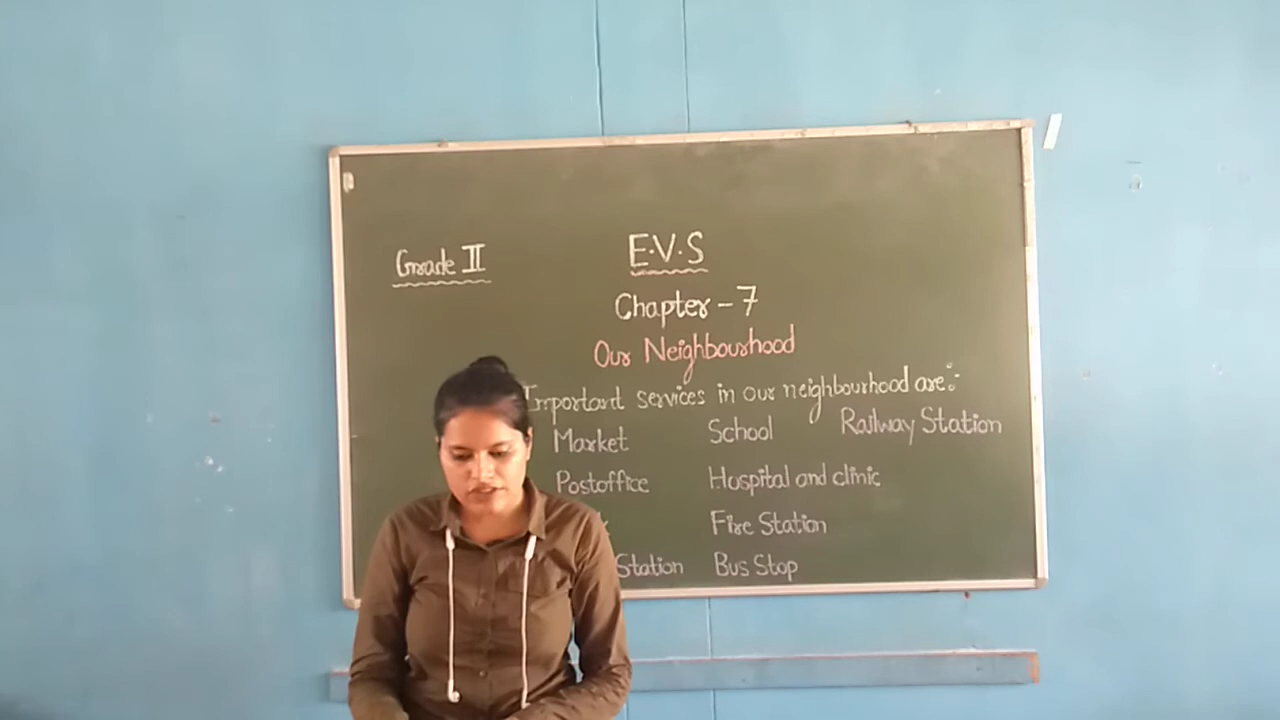 Grade II
E.V.S
Chapter - 7
Our Neighbourhood
Important services in our neighbourhood are:-
Market School Railway Station
Postoffice Hospital and clinic
Fire Station
Station Bus Stop